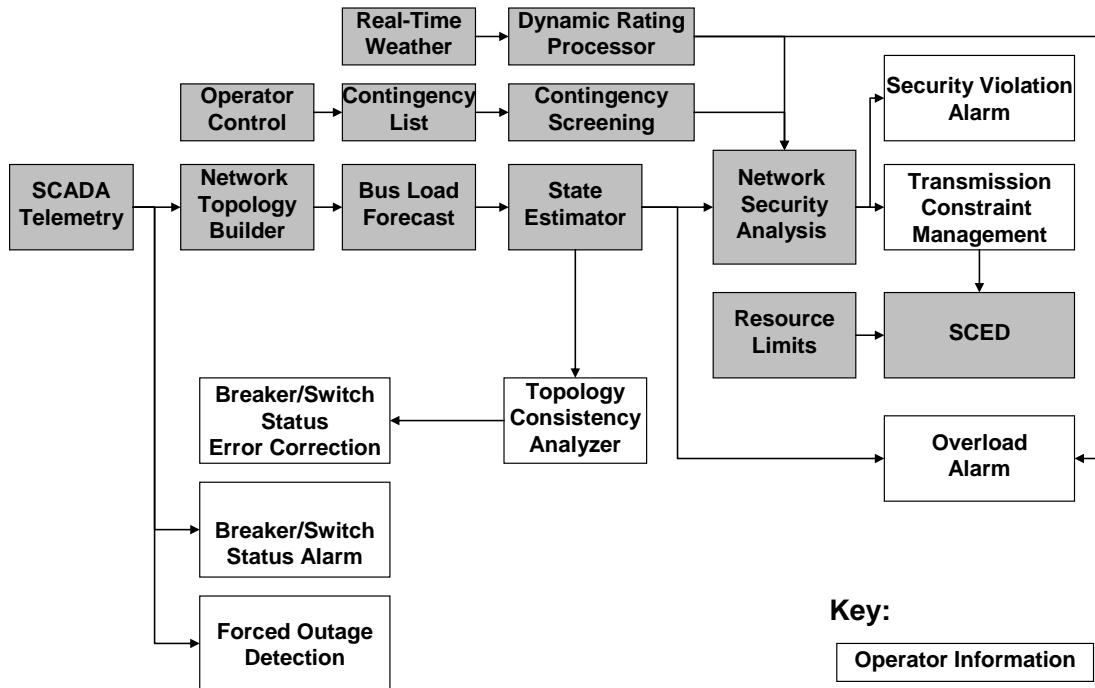 Real-Time
Weather
Dynamic Rating
Processor
Operator
Control
Contingency
List
Contingency
Screening
Security Violation
Alarm
SCADA
Telemetry
Network
Topology
Builder
Bus Load
Forecast
State
Estimator
Network
Security
Analysis
Transmission
Constraint
Management
Resource
Limits
SCED
Breaker/Switch
Status
Error Correction
Topology
Consistency
Analyzer
Overload
Alarm
Breaker/Switch
Status Alarm
Forced Outage
Detection
Key:
Operator Information